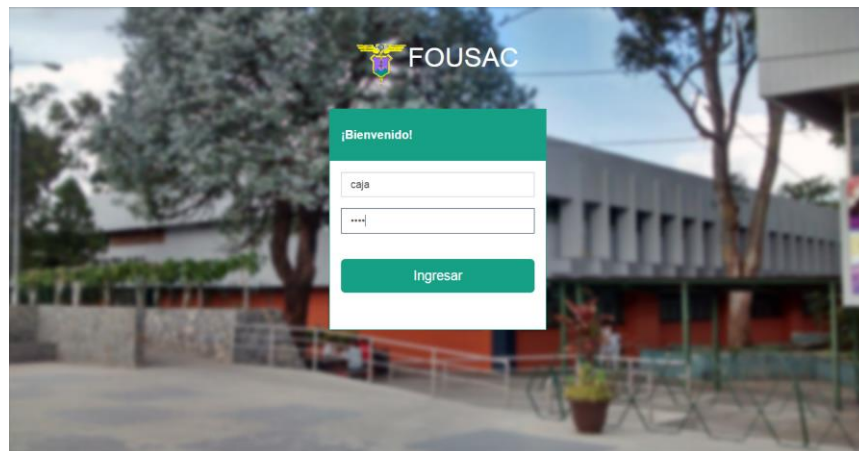 FOUSAC
¡Bienvenido!
caja
••••
Ingresar